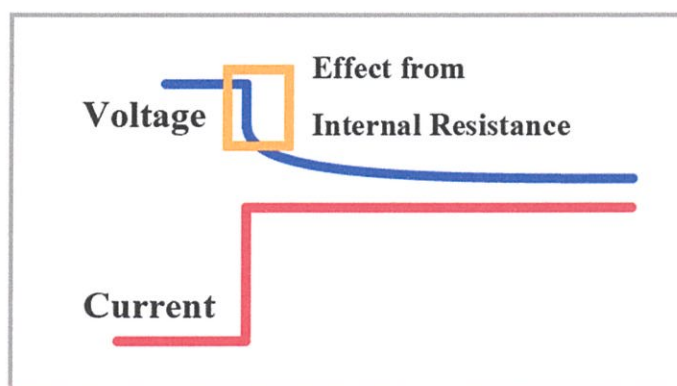 Effect from
Voltage
Internal Resistance
Current